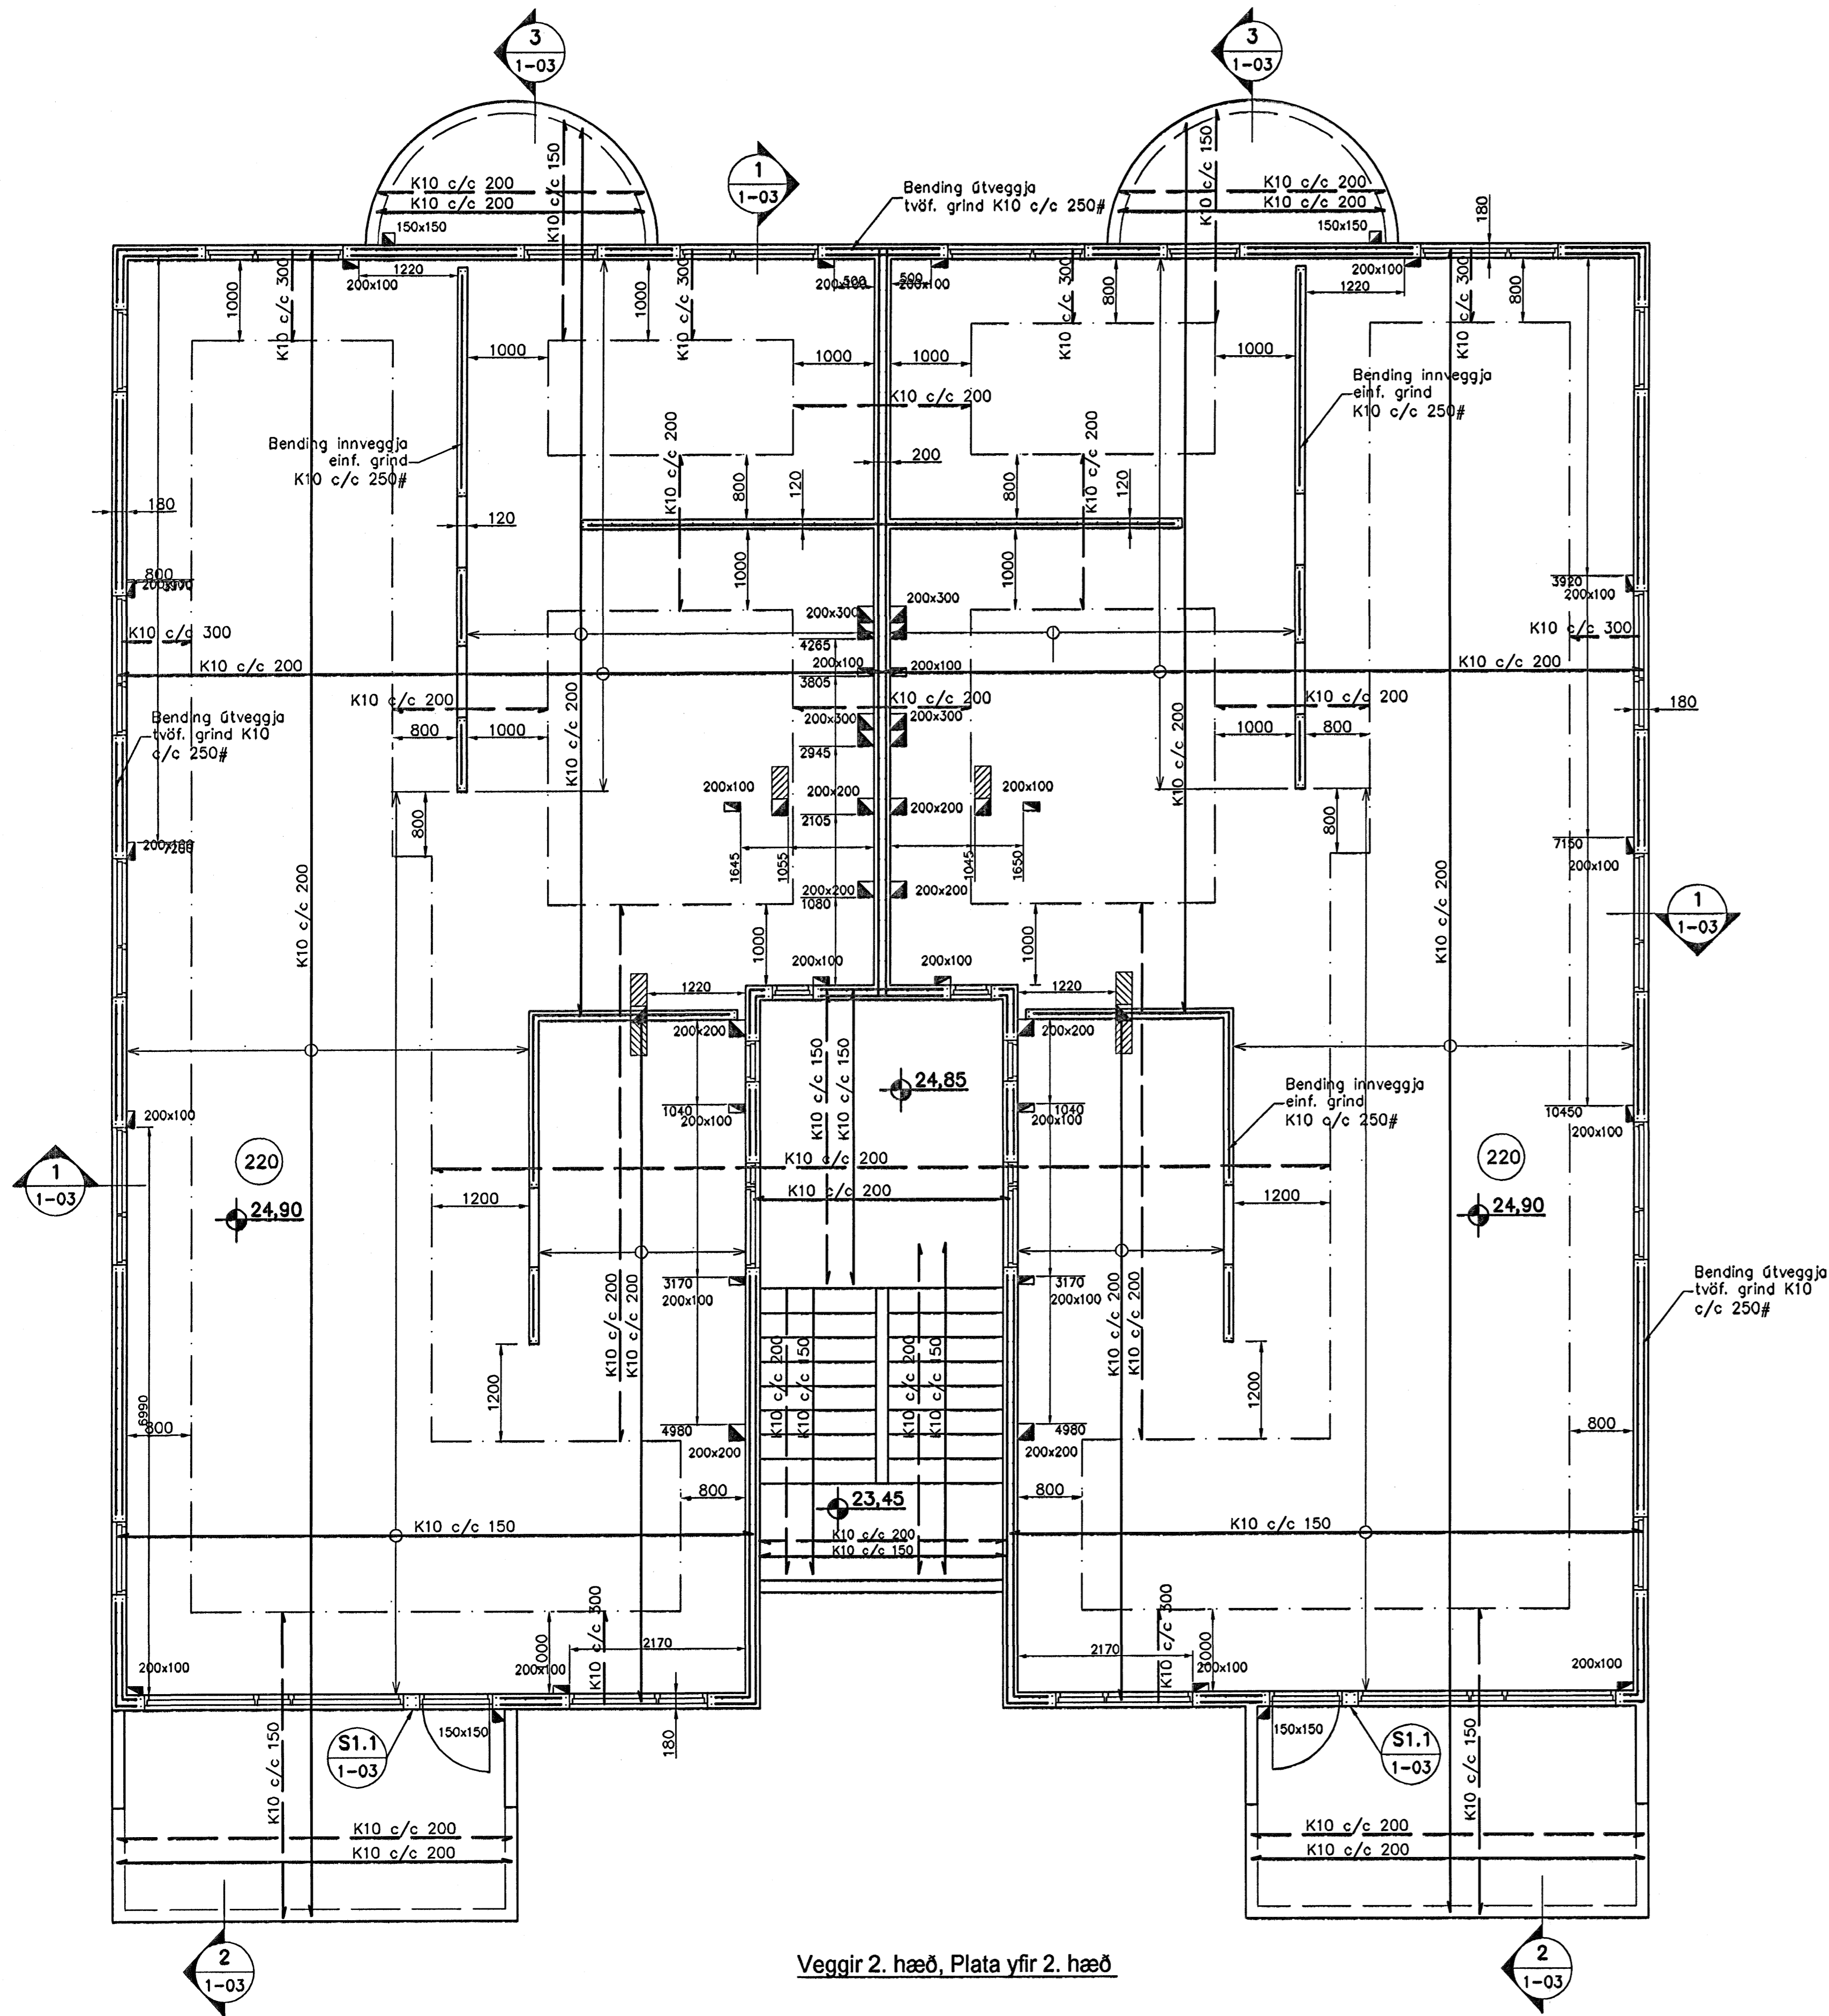 3
1-03
3
1-03
1
1-03
K10 c/c 150
K10 c/c 150
K10 c/c 200
K10 c/c 200
K10 c/c 200
K10 c/c 200
Bending útveggja
tvöf. grind K10 c/c 250#
150x150
150x150
180
1220
200x100
200x100
500
500
200x100
200x100
1220
1000
K10 c/c 300
1000
K10 c/c 300
K10 c/c 300
800
K10 c/c 300
800
1000
1000
1000
1000
K10 c/c 200
Bending innveggja
einf. grind
K10 c/c 250#
Bending innveggja
einf. grind
K10 c/c 250#
K10 c/c 200
K10 c/c 200
200
800
120
800
120
180
120
1000
1000
800
200x100
3920
200x100
200x300
200x300
K10 c/c 300
K10 c/c 300
4265
K10 c/c 200
200x100
200x100
K10 c/c 200
3805
K10 c/c 200
K10 c/c 200
K10 c/c 200
180
Bending útveggja
tvöf. grind K10
c/c 250#
200x300
200x300
800
1000
1000
800
2945
K10 c/c 200
K10 c/c 200
200x100
200x200
200x200
200x100
2105
800
800
200x100
7150
200x100
1645
1055
1045
1650
200x200
200x200
1080
K10 c/c 200
K10 c/c 200
1
1-03
1000
1000
200x100
200x100
1220
1220
200x200
200x200
K10 c/c 150
K10 c/c 150
24,85
Bending innveggja
einf. grind
K10 c/c 250#
200x100
1040
200x100
1040
200x100
10450
200x100
220
220
1
1-03
K10 c/c 200
K10 c/c 200
1200
1200
24,90
24,90
3170
200x100
3170
200x100
Bending útveggja
tvöf. grind K10
c/c 250#
K10 c/c 200
K10 c/c 200
K10 c/c 200
K10 c/c 200
K10 c/c 200
K10 c/c 150
K10 c/c 200
K10 c/c 150
1200
1200
6990
800
800
4980
200x200
4980
200x200
800
800
23,45
K10 c/c 150
K10 c/c 150
K10 c/c 200
K10 c/c 150
1000
K10 c/c 300
2170
2170
K10 c/c 300
1000
200x100
200x100
200x100
200x100
150x150
150x150
180
S1.1
1-03
S1.1
1-03
K10 c/c 150
K10 c/c 150
K10 c/c 200
K10 c/c 200
K10 c/c 200
K10 c/c 200
2
1-03
2
1-03
Veggir 2. hæð, Plata yfir 2. hæð